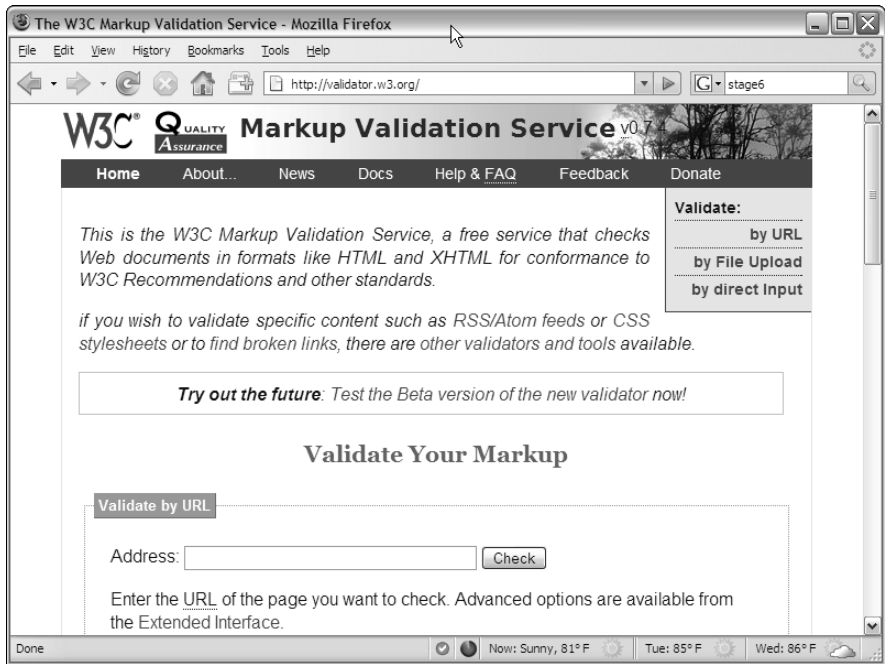 The W3C Markup Validation Service - Mozilla Firefox
File Edit View History Bookmarks Tools Help
http://validator.w3.org/ G stage6
W3C® QUALITY Assurance Markup Validation Service v0.7.4
Home About... News Docs Help & FAQ Feedback Donate
Validate:
by URL
by File Upload
by direct Input
This is the W3C Markup Validation Service, a free service that checks
Web documents in formats like HTML and XHTML for conformance to
W3C Recommendations and other standards.
if you wish to validate specific content such as RSS/Atom feeds or CSS
stylesheets or to find broken links, there are other validators and tools available.
Try out the future: Test the Beta version of the new validator now!
Validate Your Markup
Validate by URL
Address: Check
Enter the URL of the page you want to check. Advanced options are available from
the Extended Interface.
Done Now: Sunny, 81° F Tue: 85° F Wed: 86° F